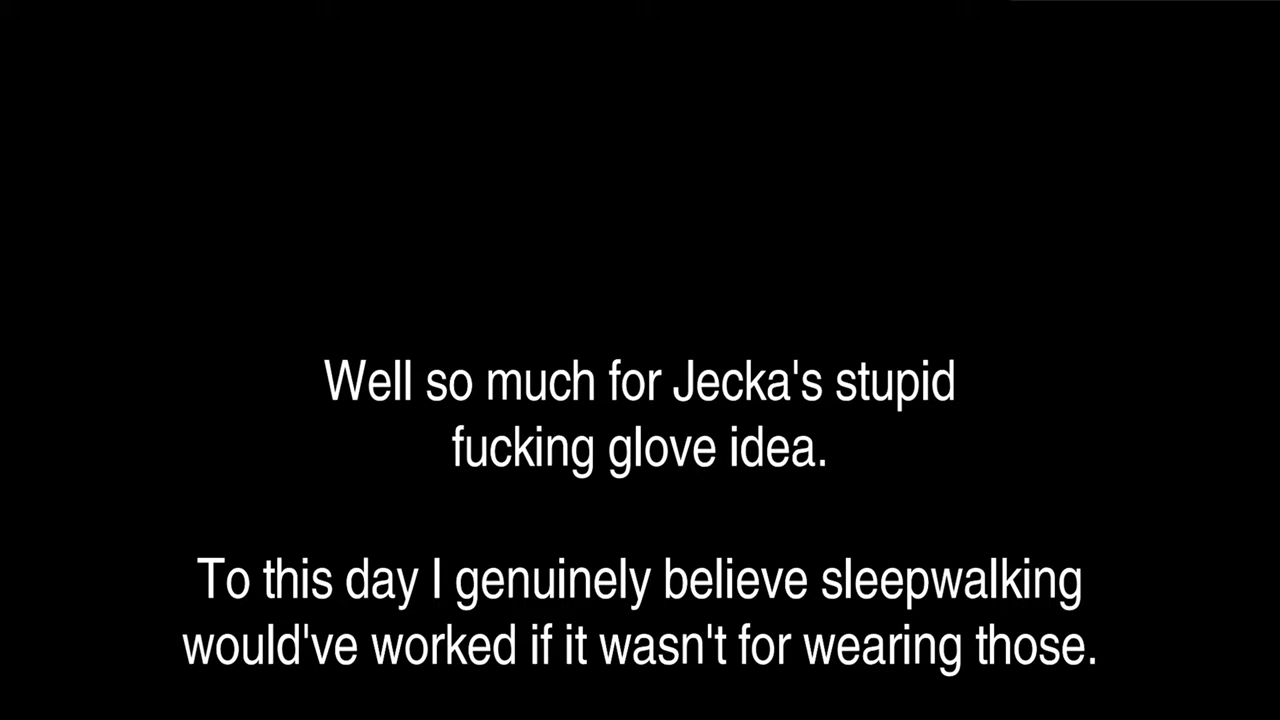 Well so much for Jecka's stupid
fucking glove idea.
To this day I genuinely believe sleepwalking
would've worked if it wasn't for wearing those.